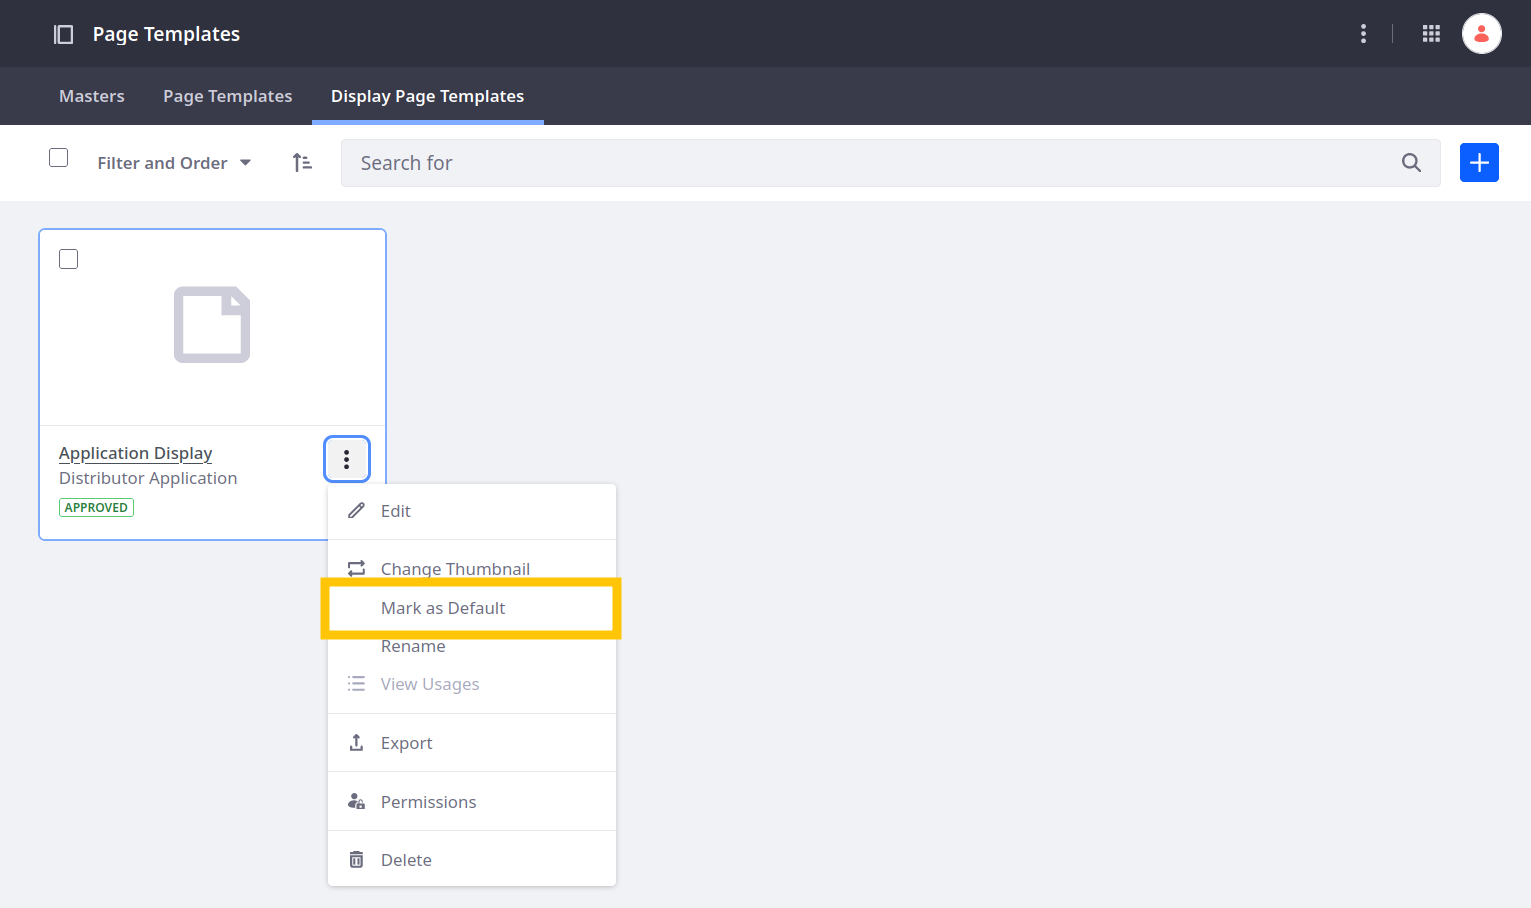 Page Templates
Masters Page Templates Display Page Templates
Filter and Order Search for
Application Display
Distributor Application
APPROVED
Edit
Change Thumbnail
Mark as Default
Rename
View Usages
Export
Permissions
Delete